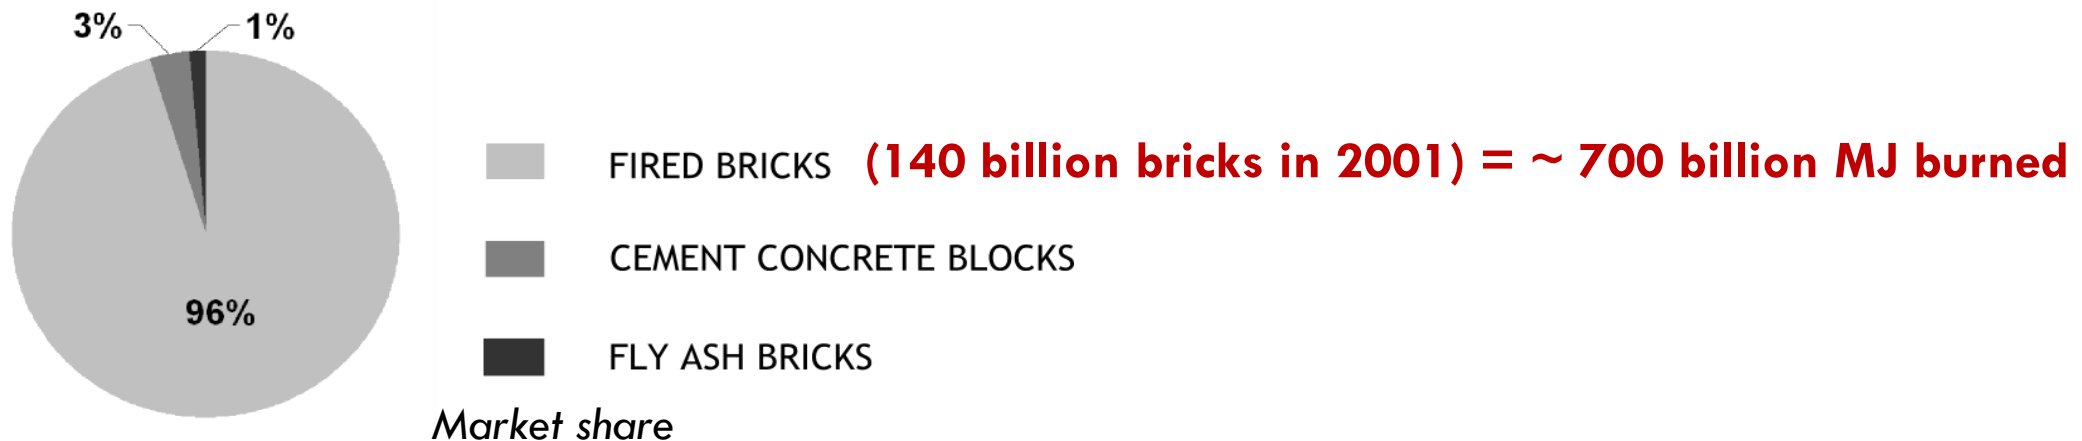 3% 1%
FIRED BRICKS (140 billion bricks in 2001) = ~ 700 billion MJ burned
CEMENT CONCRETE BLOCKS
96%
FLY ASH BRICKS
Market share